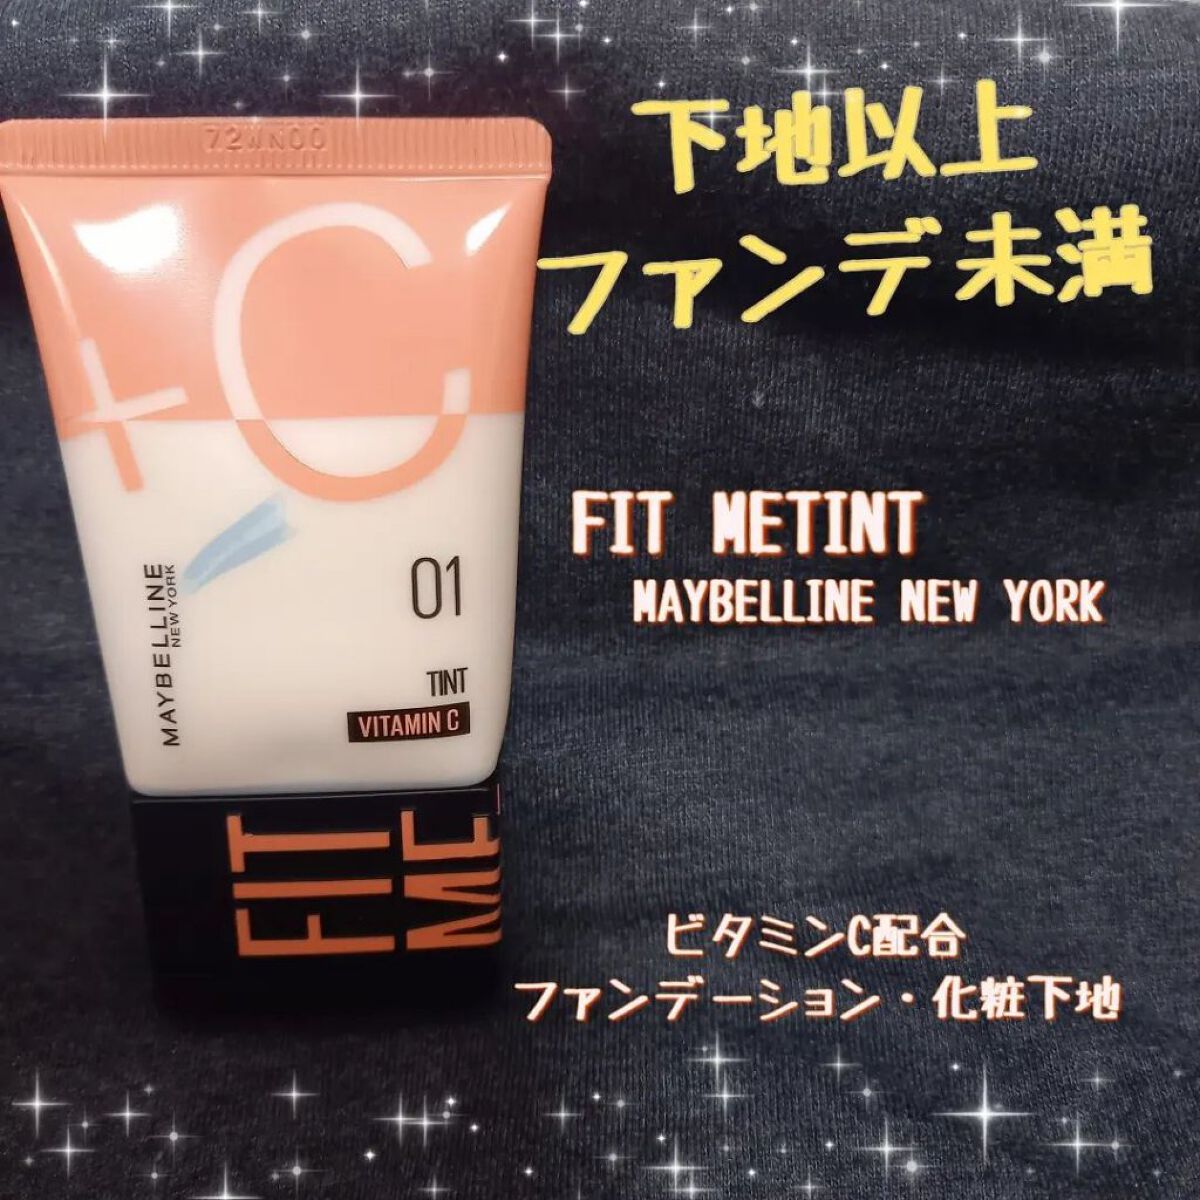 下地以上
ファンデ未満
FIT METINT
MAYBELLINE NEW YORK
ビタミンC配合
ファンデーション・化粧下地
72WN00
+C
01
TINT
VITAMIN C
MAYBELLINE
NEW YORK
FIT
ME